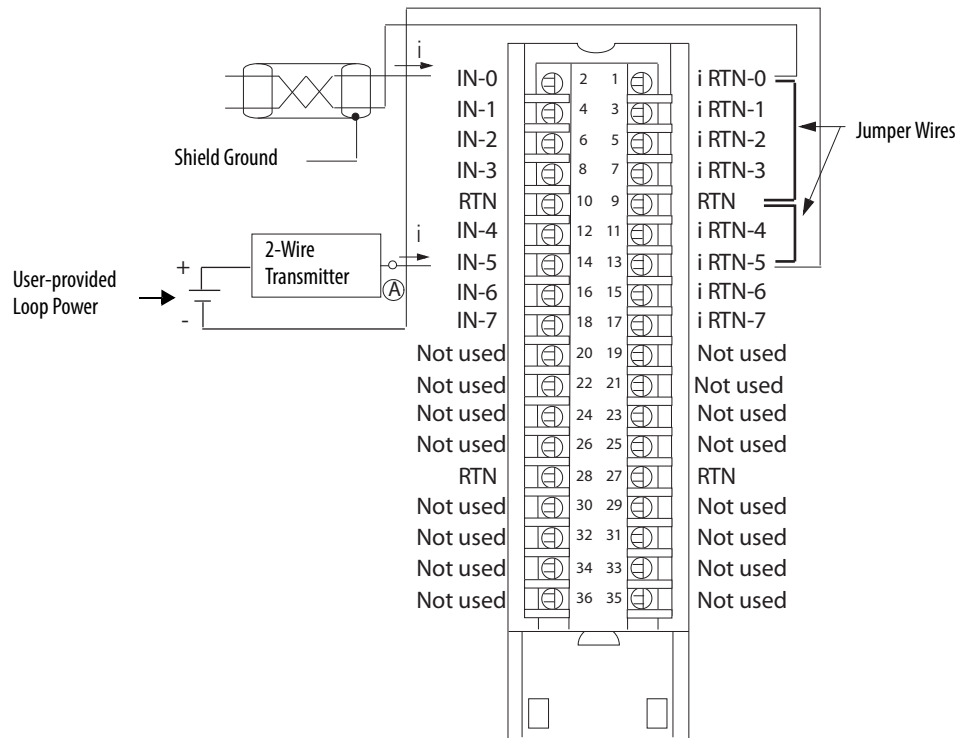 i
IN-0 2 1 i RTN-0
IN-1 4 3 i RTN-1
IN-2 6 5 i RTN-2
Jumper Wires
Shield Ground
IN-3 8 7 i RTN-3
RTN 10 9 RTN
IN-4 12 11 i RTN-4
i
2-Wire
Transmitter
+
IN-5 14 13 i RTN-5
A
User-provided
Loop Power
IN-6 16 15 i RTN-6
-
IN-7 18 17 i RTN-7
Not used 20 19 Not used
Not used 22 21 Not used
Not used 24 23 Not used
Not used 26 25 Not used
RTN 28 27 RTN
Not used 30 29 Not used
Not used 32 31 Not used
Not used 34 33 Not used
Not used 36 35 Not used